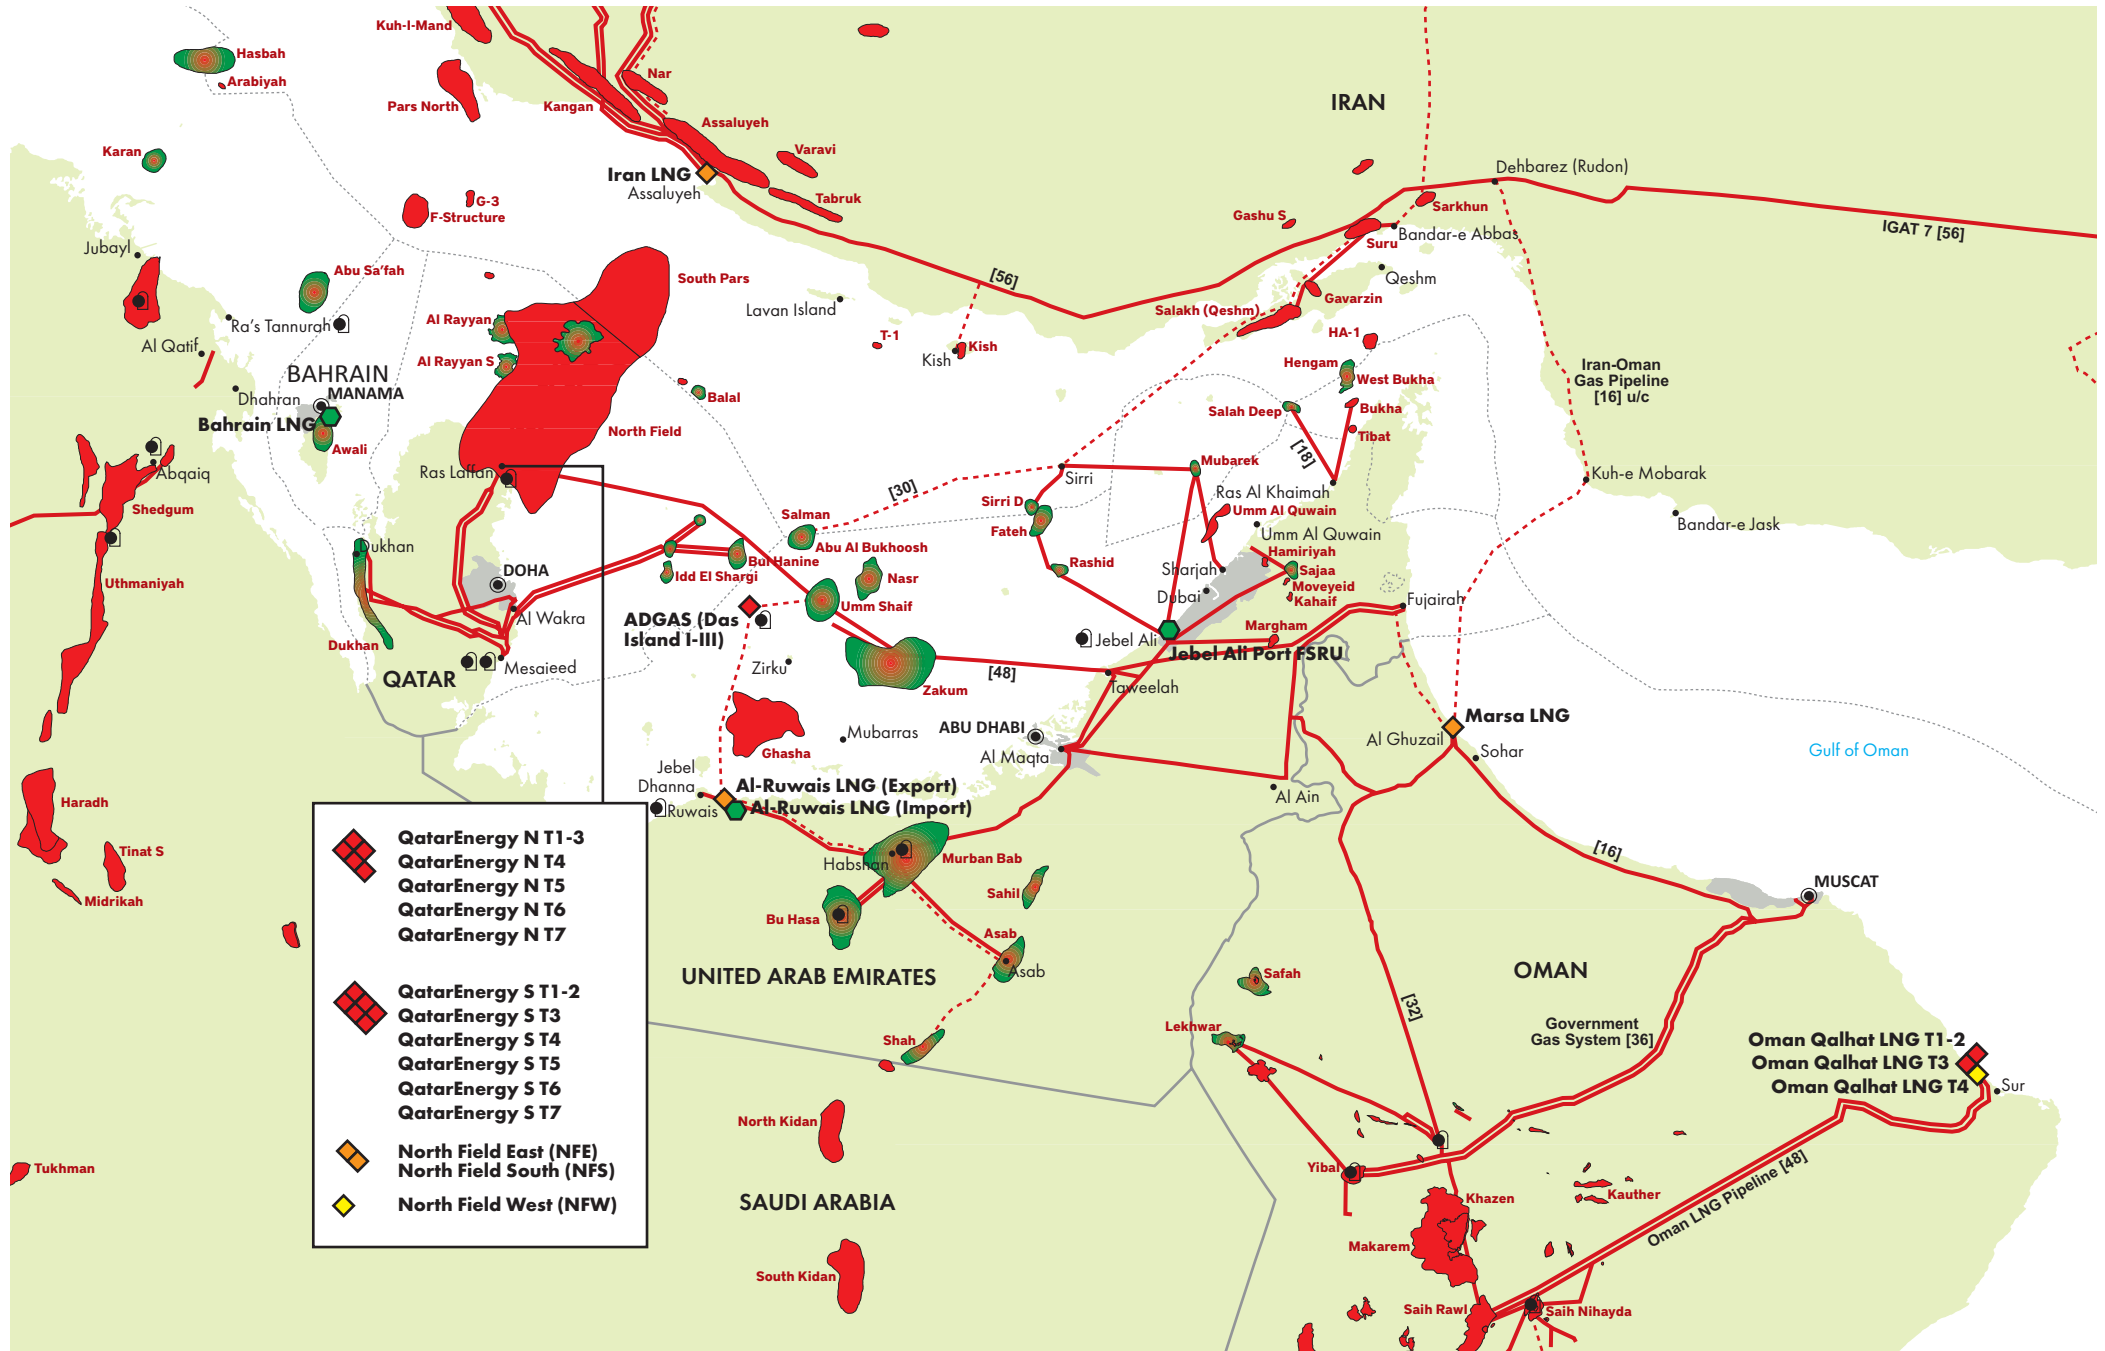 Kuh-I-Mand
Hasbah
Arabiyah
Nar
Pars North
Kangan
IRAN
Assaluyeh
Karan
Varavi
Iran LNG
Assaluyeh
Tabruk
Dehbarez (Rudon)
G-3
F-Structure
Sarkhun
Gashu S
IGAT 7 [56]
Bandar-e Abbas
Suru
Jubayl
Abu Sa'fah
South Pars
[56]
Qeshm
Gavarzin
Lavan Island
Salakh (Qeshm)
Ra's Tannurah
Al Rayyan
T-1
HA-1
Al Qatif
Kish
Kish
Al Rayyan S
Hengam
Iran-Oman
Gas Pipeline
[16] u/c
BAHRAIN
West Bukha
MANAMA
Dhahran
Balal
Salah Deep
Bukha
Bahrain LNG
North Field
Tibat
Awali
[18]
Abqaiq
Ras Laffan
Mubarek
Sirri
Kuh-e Mobarak
[30]
Ras Al Khaimah
Shedgum
Sirri D
Umm Al Quwain
Salman
Fateh
Bandar-e Jask
Umm Al Quwain
Dukhan
Abu Al Bukhoosh
Hamiriyah
Bul Hanine
Rashid
Sharjah
Sajaa
DOHA
Idd El Shargi
Nasr
Uthmaniyah
Moveyeid
Dubai
Kahaif
Fujairah
Umm Shaif
ADGAS (Das
Island I-III)
Al Wakra
Margham
Jebel Ali
Dukhan
Jebel Ali Port FSRU
Mesaieed
Zirku
[48]
QATAR
Zakum
Taweelah
Marsa LNG
ABU DHABI
Mubarras
Al Ghuzail
Sohar
Gulf of Oman
Ghasha
Al Maqta
Jebel
Dhanna
Al-Ruwais LNG (Export)
Al Ain
Haradh
Ruwais
Al-Ruwais LNG (Import)
QatarEnergy N T1-3
QatarEnergy N T4
QatarEnergy N T5
QatarEnergy N T6
QatarEnergy N T7
Tinat S
[16]
Habshan
Murban Bab
MUSCAT
Sahil
Midrikah
Bu Hasa
Asab
Asab
UNITED ARAB EMIRATES
Safah
OMAN
QatarEnergy S T1-2
QatarEnergy S T3
QatarEnergy S T4
QatarEnergy S T5
QatarEnergy S T6
QatarEnergy S T7
[32]
Lekhwar
Government
Gas System [36]
Shah
Oman Qalhat LNG T1-2
Oman Qalhat LNG T3
Oman Qalhat LNG T4
Sur
North Kidan
North Field East (NFE)
North Field South (NFS)
Tukhman
Yibal
Oman LNG Pipeline [48]
Khazen
Kauther
North Field West (NFW)
SAUDI ARABIA
Makarem
South Kidan
Saih Rawl
Saih Nihayda